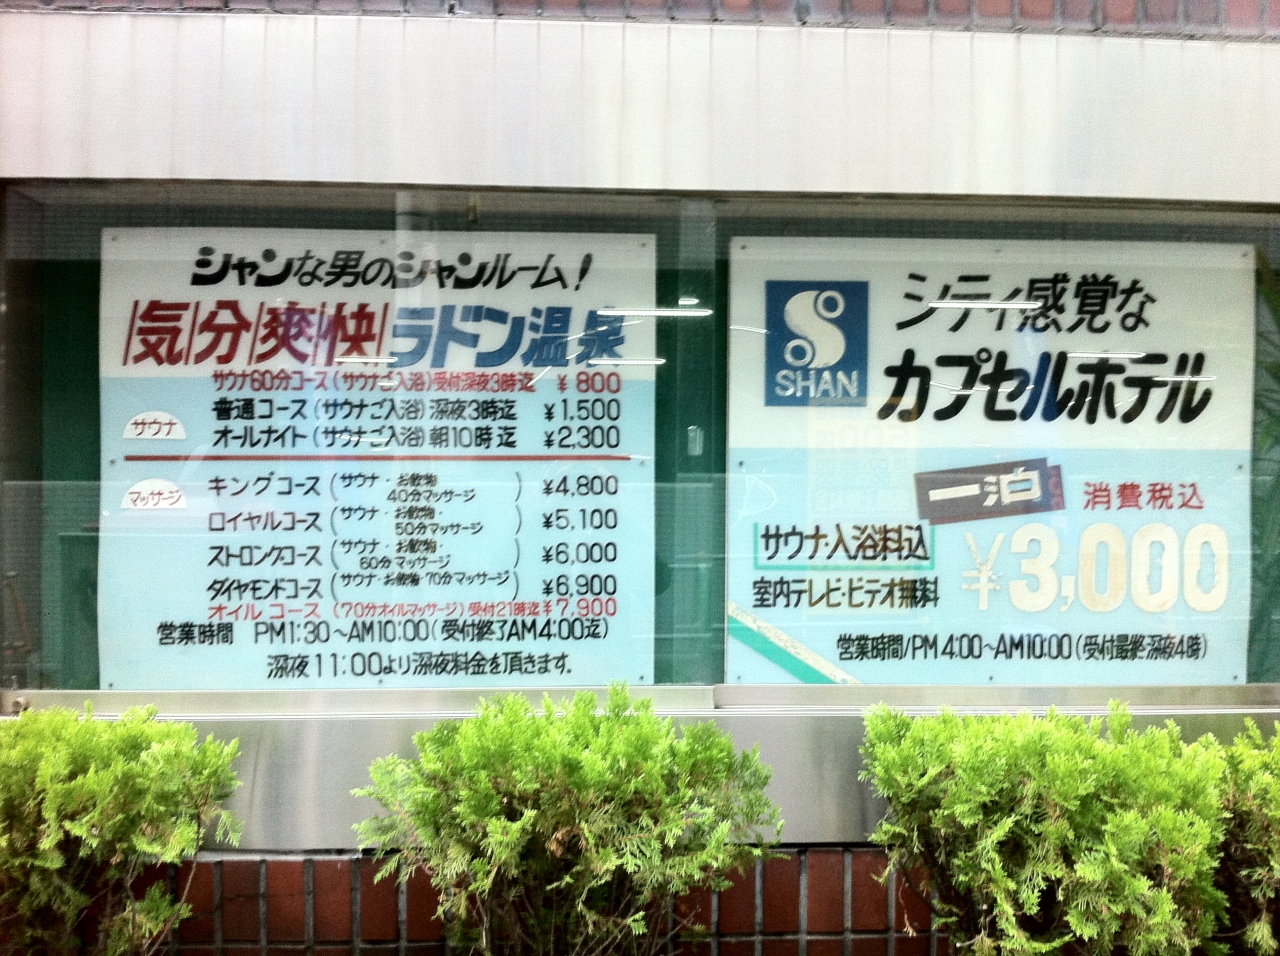 シャンな男のシャンルーム!
気分爽快ラドン温泉
サウナ60分コース(サウナご入浴)受付深夜3時迄 ¥800
サウナ
普通コース(サウナご入浴)深夜3時迄 ¥1,500
オールナイト(サウナご入浴)朝10時迄 ¥2,300
マッサージ
キングコース(サウナ・お飲物 40分マッサージ) ¥4,800
ロイヤルコース(サウナ・お飲物・50分マッサージ) ¥5,100
ストロングコース(サウナ・お飲物・60分マッサージ) ¥6,000
ダイヤモンドコース(サウナ・お飲物・70分マッサージ) ¥6,900
オイルコース(70分オイルマッサージ)受付21時迄¥7,900
営業時間 PM1:30~AM10:00(受付終了AM4:00迄)
深夜11:00より深夜料金を頂きます。
SHAN
シティ感覚な
カプセルホテル
一泊 消費税込
サウナ・入浴料込
¥3,000
室内テレビ・ビデオ無料
営業時間/PM4:00~AM10:00(受付最終深夜4時)